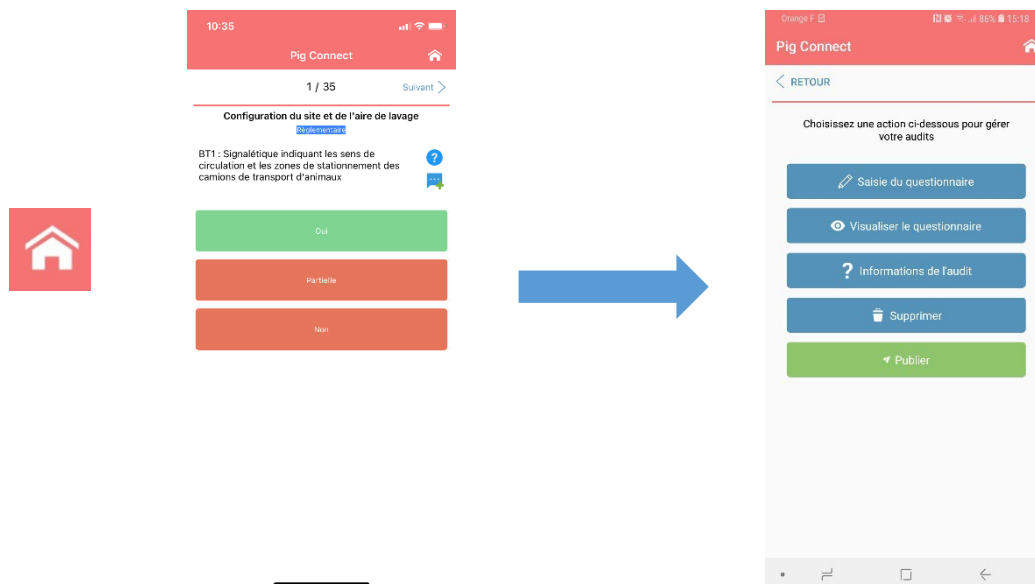 10:35
Pig Connect
1 / 35
Suivant
Configuration du site et de l'aire de lavage
Règlementaire
BT1 : Signalétique indiquant les sens de
circulation et les zones de stationnement des
camions de transport d'animaux
Oui
Partielle
Non
Orange F
86% 15:18
Pig Connect
RETOUR
Choisissez une action ci-dessous pour gérer
votre audits
Saisie du questionnaire
Visualiser le questionnaire
Informations de l'audit
Supprimer
Publier